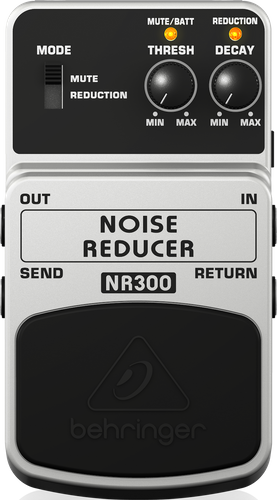 MUTE/BATT REDUCTION
MODE THRESH DECAY
MUTE
REDUCTION
MIN MAX MIN MAX
OUT IN
NOISE
REDUCER
SEND RETURN
NR300
behringer